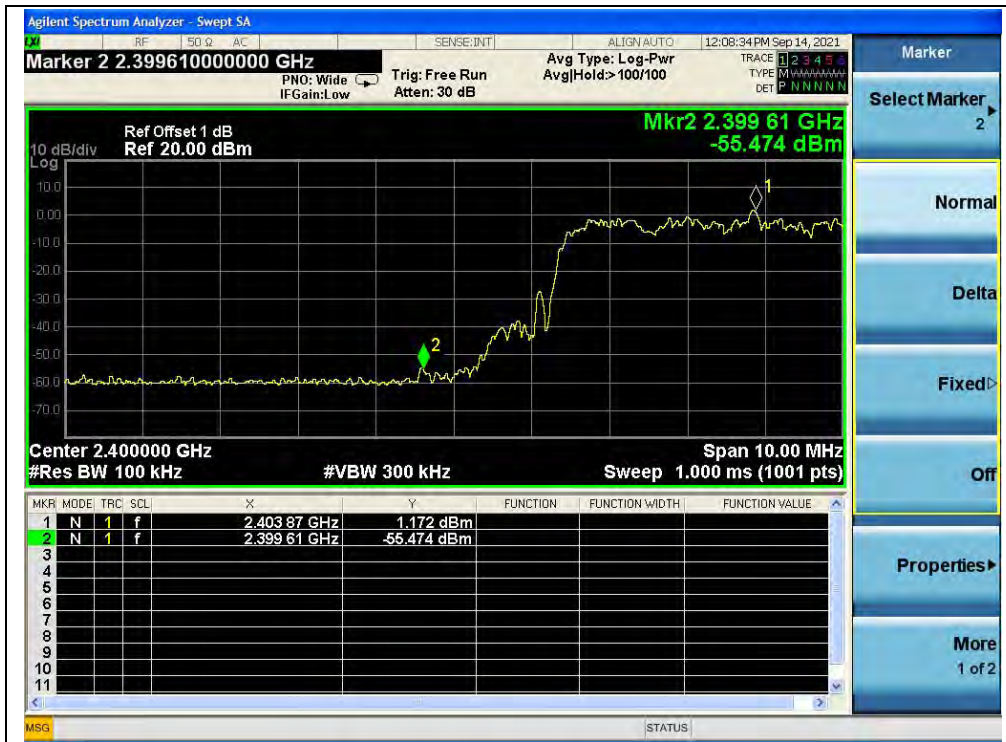 Agilent Spectrum Analyzer - Swept SA
RF 50 Ω AC SENSE:INT ALIGN AUTO 12:08:34 PM Sep 14, 2021
Marker 2 2.399610000000 GHz
PNO: Wide Trig: Free Run Avg Type: Log-Pwr TRACE 1 2 3 4 5 6
IFGain:Low Atten: 30 dB Avg|Hold:>100/100 TYPE M
DET P N N N N N
Ref Offset 1 dB Mkr2 2.399 61 GHz
10 dB/div Ref 20.00 dBm -55.474 dBm
Log
10.0
0.00
-10.0
-20.0
-30.0
-40.0
-50.0
-60.0
-70.0
1
2
Center 2.400000 GHz Span 10.00 MHz
#Res BW 100 kHz #VBW 300 kHz Sweep 1.000 ms (1001 pts)
MKR MODE TRC SCL X Y FUNCTION FUNCTION WIDTH FUNCTION VALUE
1 N 1 f 2.403 87 GHz 1.172 dBm
2 N 1 f 2.399 61 GHz -55.474 dBm
3
4
5
6
7
8
9
10
11
MSG STATUS
Marker
Select Marker
2
Normal
Delta
Fixed
Off
Properties
More
1 of 2